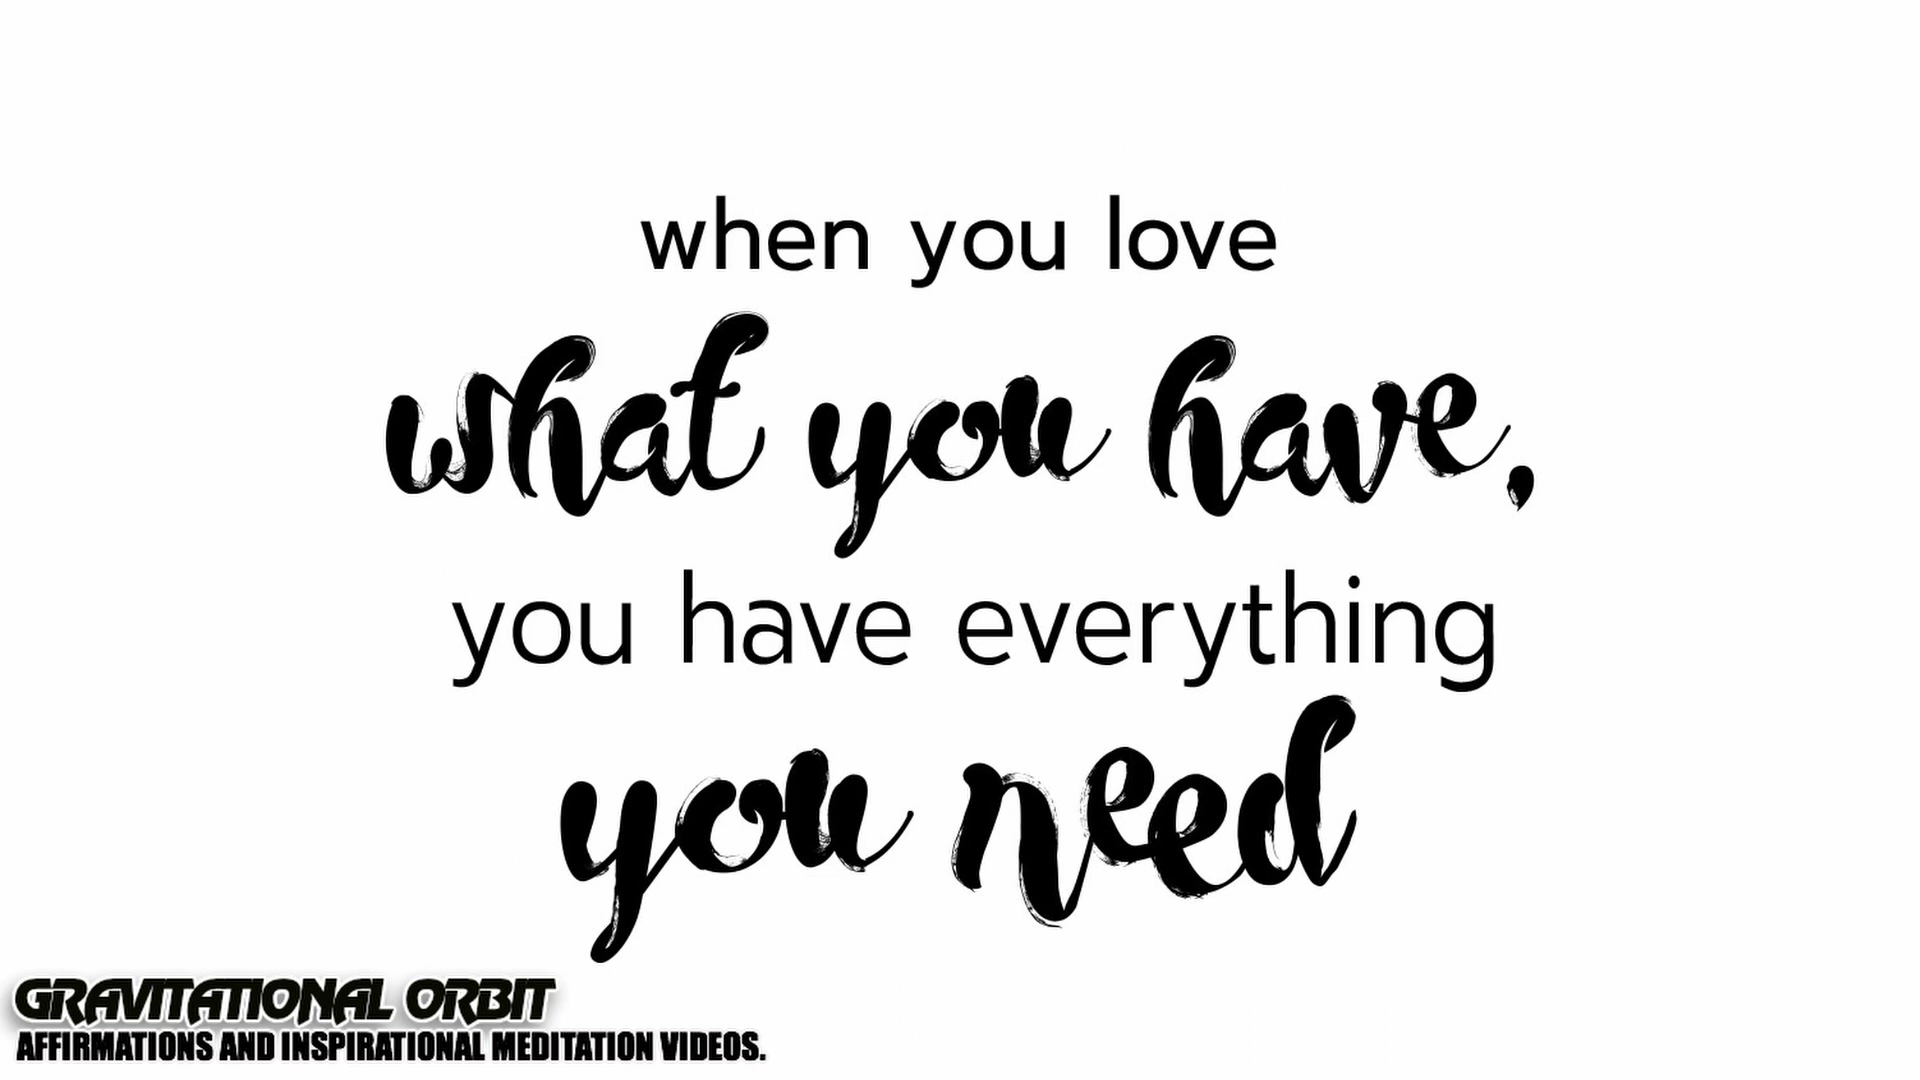 when you love
what you have,
you have everything
you need
GRAVITATIONAL ORBIT
AFFIRMATIONS AND INSPIRATIONAL MEDITATION VIDEOS.